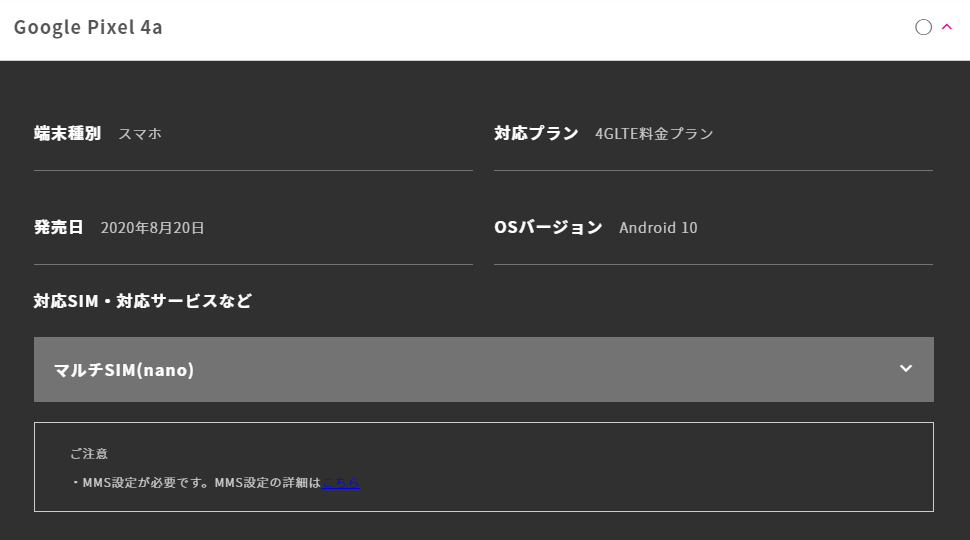 Google Pixel 4a
端末種別 スマホ
対応プラン 4GLTE料金プラン
発売日 2020年8月20日
OSバージョン Android 10
対応SIM・対応サービスなど
マルチSIM(nano)
ご注意
・MMS設定が必要です。MMS設定の詳細はこちら